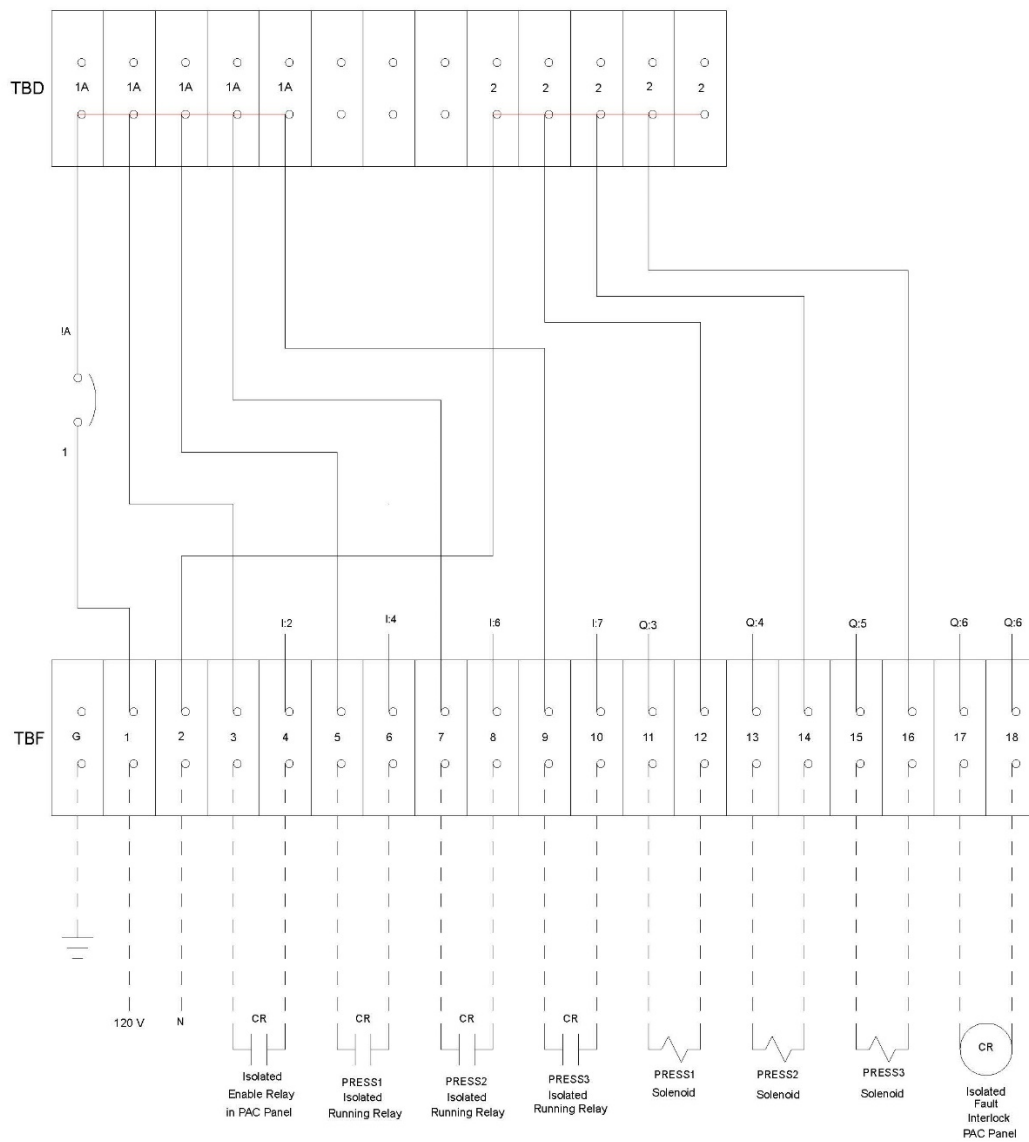 TBD 1A 1A 1A 1A 1A 2 2 2 2 2
!A
1
I:2 I:4 I:6 I:7 Q:3 Q:4 Q:5 Q:6 Q:6
TBF G 1 2 3 4 5 6 7 8 9 10 11 12 13 14 15 16 17 18
120 V
N
CR
Isolated
Enable Relay
in PAC Panel
CR
PRESS1
Isolated
Running Relay
CR
PRESS2
Isolated
Running Relay
CR
PRESS3
Isolated
Running Relay
PRESS1
Solenoid
PRESS2
Solenoid
PRESS3
Solenoid
CR
Isolated
Fault
Interlock
PAC Panel